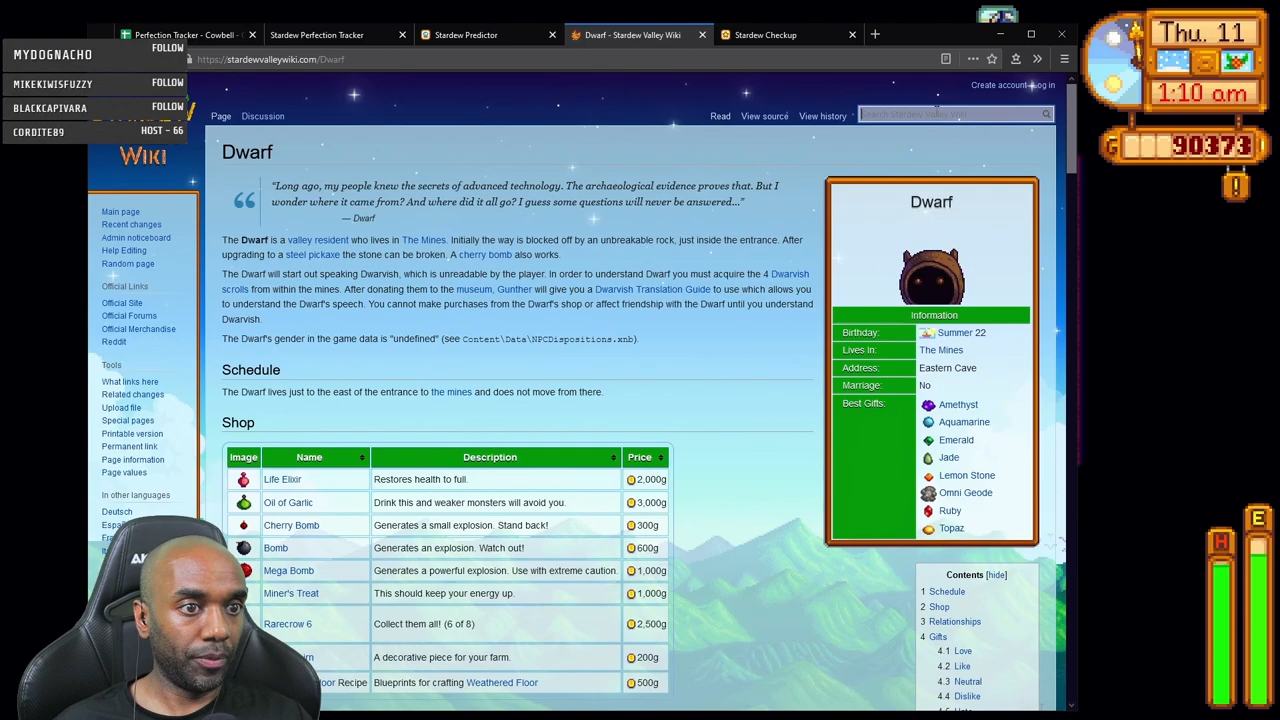 MYDOGNACHO FOLLOW
MIKEKIWISFUZZY FOLLOW
BLACKCAPIVARA FOLLOW
CORDITE89 HOST - 66
Perfection Tracker - Cowbell -
Stardew Perfection Tracker
Stardew Predictor
Dwarf - Stardew Valley Wiki
Stardew Checkup
https://stardewvalleywiki.com/Dwarf
Create account Log in
Page Discussion Read View source View history Search Stardew Valley Wiki
WIKI
Main page
Recent changes
Admin noticeboard
Help Editing
Random page
Official Links
Official Site
Official Forums
Official Merchandise
Reddit
Tools
What links here
Related changes
Upload file
Special pages
Printable version
Permanent link
Page information
Page values
In other languages
Deutsch
Dwarf
“Long ago, my people knew the secrets of advanced technology. The archaeological evidence proves that. But I
wonder where it came from? And where did it all go? I guess some questions will never be answered...”
— Dwarf
The Dwarf is a valley resident who lives in The Mines. Initially the way is blocked off by an unbreakable rock, just inside the entrance. After
upgrading to a steel pickaxe the stone can be broken. A cherry bomb also works.
The Dwarf will start out speaking Dwarvish, which is unreadable by the player. In order to understand Dwarf you must acquire the 4 Dwarvish
scrolls from within the mines. After donating them to the museum, Gunther will give you a Dwarvish Translation Guide to use which allows you
to understand the Dwarf's speech. You cannot make purchases from the Dwarf's shop or affect friendship with the Dwarf until you understand
Dwarvish.
The Dwarf's gender in the game data is "undefined" (see Content\Data\NPCDispositions.xnb).
Schedule
The Dwarf lives just to the east of the entrance to the mines and does not move from there.
Shop
Image Name Description Price
Life Elixir Restores health to full. 2,000g
Oil of Garlic Drink this and weaker monsters will avoid you. 3,000g
Cherry Bomb Generates a small explosion. Stand back! 300g
Bomb Generates an explosion. Watch out! 600g
Mega Bomb Generates a powerful explosion. Use with extreme caution. 1,000g
Miner's Treat This should keep your energy up. 1,000g
Rarecrow 6 Collect them all! (6 of 8) 2,500g
A decorative piece for your farm. 200g
Recipe Blueprints for crafting Weathered Floor 500g
Dwarf
Information
Birthday: Summer 22
Lives In: The Mines
Address: Eastern Cave
Marriage: No
Best Gifts: Amethyst
Aquamarine
Emerald
Jade
Lemon Stone
Omni Geode
Ruby
Topaz
Contents [hide]
1 Schedule
2 Shop
3 Relationships
4 Gifts
4.1 Love
4.2 Like
4.3 Neutral
4.4 Dislike
Thu. 11
1:10 am
90373
H
E